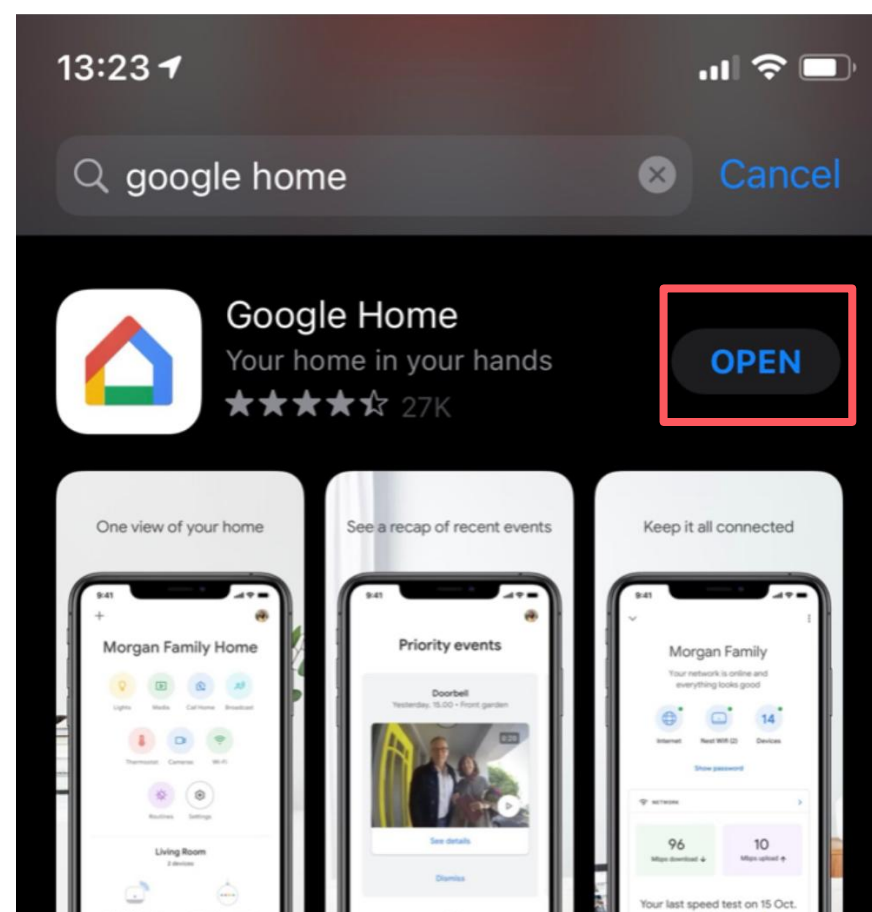 13:23
google home
Cancel
Google Home
Your home in your hands
27K
OPEN
One view of your home
9:41
Morgan Family Home
Lights
Media
Call Home
Broadcast
Thermostat
Cameras
Wi-Fi
Routines
Settings
Living Room
2 devices
See a recap of recent events
9:41
Priority events
Doorbell
Yesterday, 15.00 • Front garden
See details
Dismiss
Keep it all connected
9:41
Morgan Family
Your network is online and
everything looks good
14
Internet
Nest Wifi (2)
Devices
Show password
NETWORK
96
Mbps download
10
Mbps upload
Your last speed test on 15 Oct.